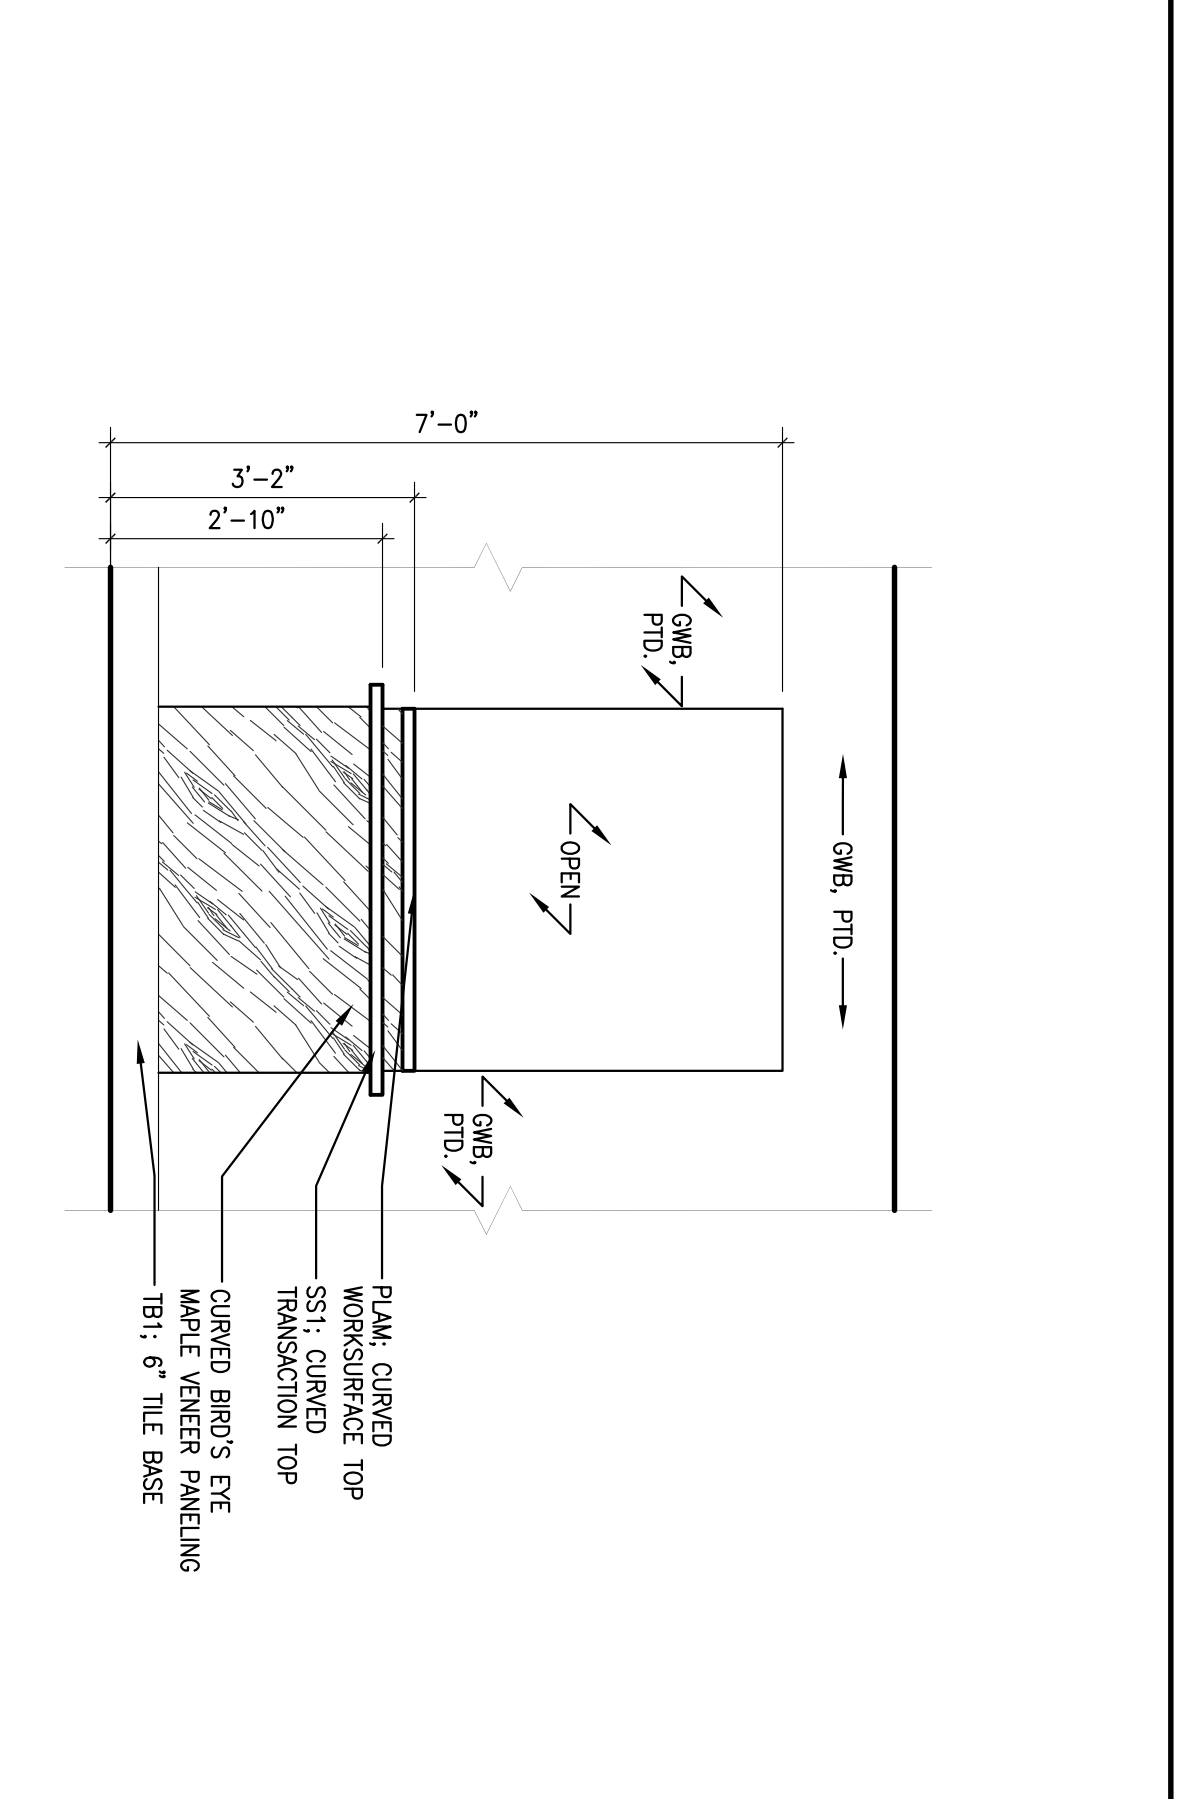 7'-0"
3'-2"
2'-10"
GWB,
PTD.
GWB, PTD.
OPEN
GWB,
PTD.
PLAM; CURVED
WORKSURFACE TOP
SS1; CURVED
TRANSACTION TOP
CURVED BIRD'S EYE
MAPLE VENEER PANELING
TB1; 6" TILE BASE